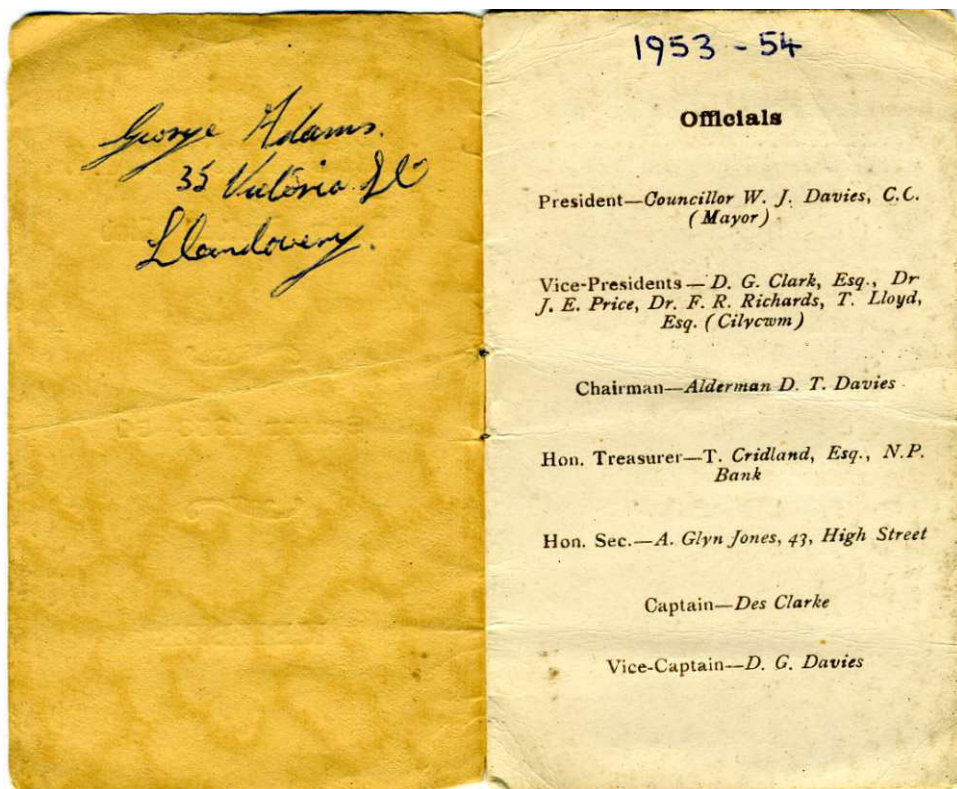 George Adams.
35 Victoria St
Llandovery.
1953 - 54
Officials
President—Councillor W. J. Davies, C.C.
(Mayor)
Vice-Presidents — D. G. Clark, Esq., Dr
J. E. Price, Dr. F. R. Richards, T. Lloyd,
Esq. (Cilycwm)
Chairman—Alderman D. T. Davies
Hon. Treasurer—T. Cridland, Esq., N.P.
Bank
Hon. Sec.—A. Glyn Jones, 43, High Street
Captain—Des Clarke
Vice-Captain—D. G. Davies